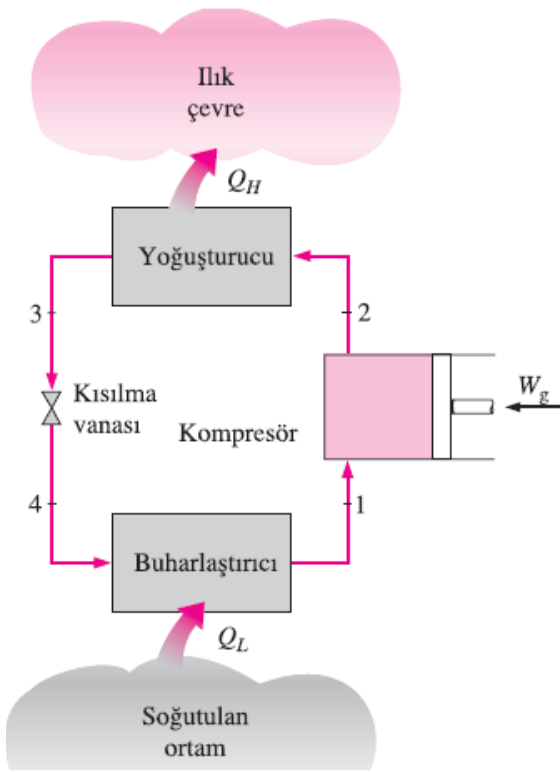 Ilık
çevre
Q_H
Yoğuşturucu
3
2
Kısılma
vanası
Kompresör
W_g
4
1
Buharlaştırıcı
Q_L
Soğutulan
ortam